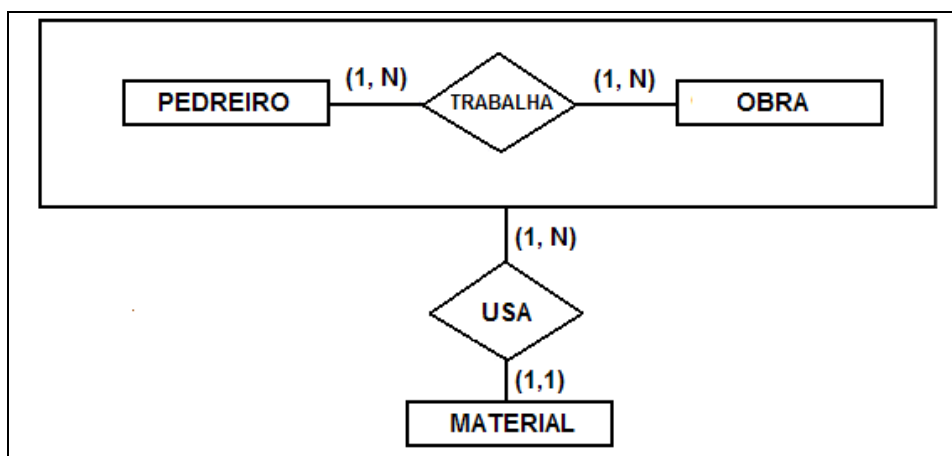 (1, N) (1, N)
PEDREIRO TRABALHA OBRA
(1, N)
USA
(1,1)
MATERIAL